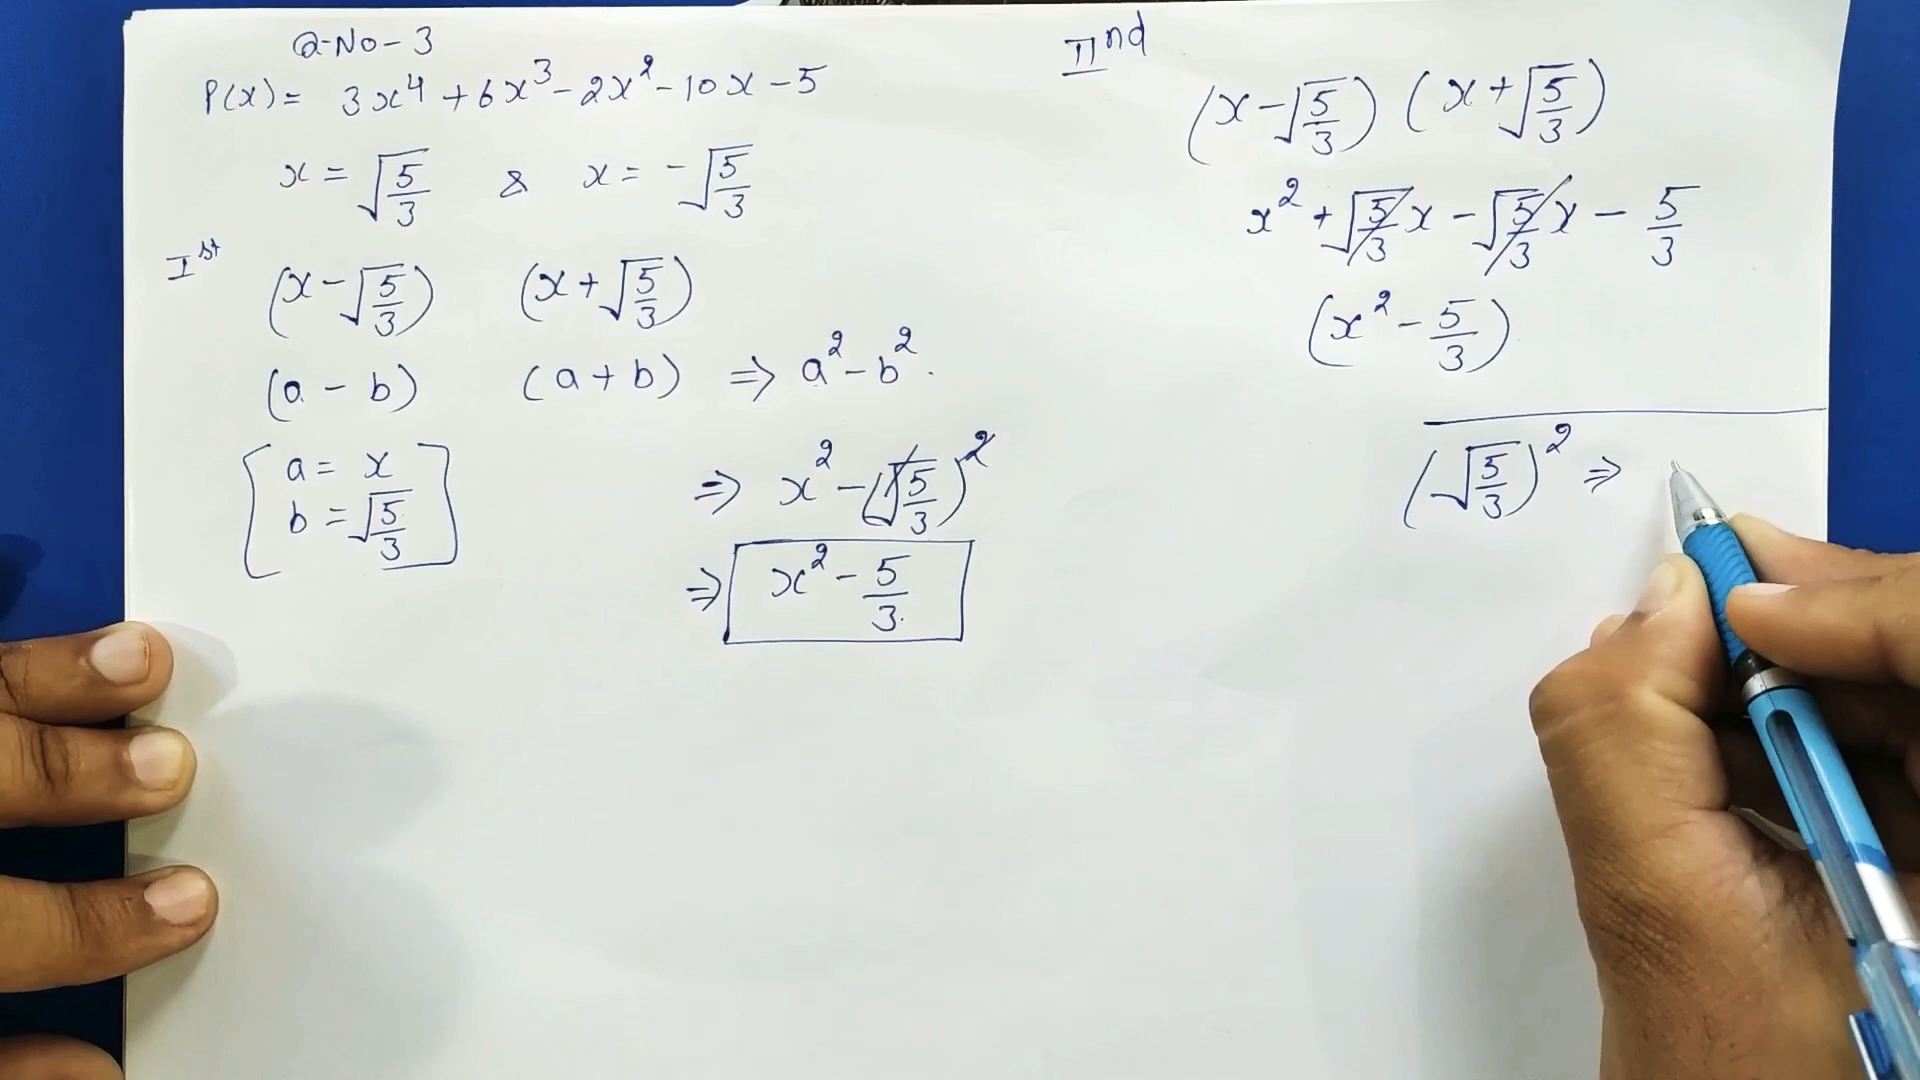 Q-No-3
P(x) = 3x⁴ + 6x³ - 2x² - 10x - 5
x = √5/3 & x = -√5/3
Ist
(x - √5/3) (x + √5/3)
(a - b) (a + b) ⇒ a² - b².
[a = x
b = √5/3]
⇒ x² - (√5/3)²
⇒ x² - 5/3
IInd
(x - √5/3) (x + √5/3)
x² + √5/3 x - √5/3 x - 5/3
(x² - 5/3)
(√5/3)² ⇒